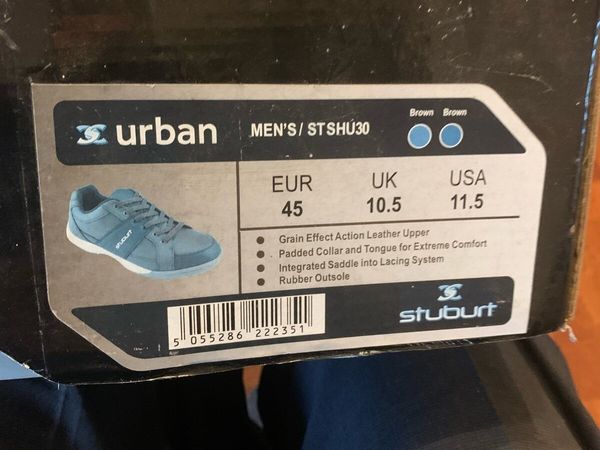 urban
MEN'S / STSHU30
Brown Brown
EUR UK USA
45 10.5 11.5
Grain Effect Action Leather Upper
Padded Collar and Tongue for Extreme Comfort
Integrated Saddle into Lacing System
Rubber Outsole
stuburt
stuburt
5 055286 222351